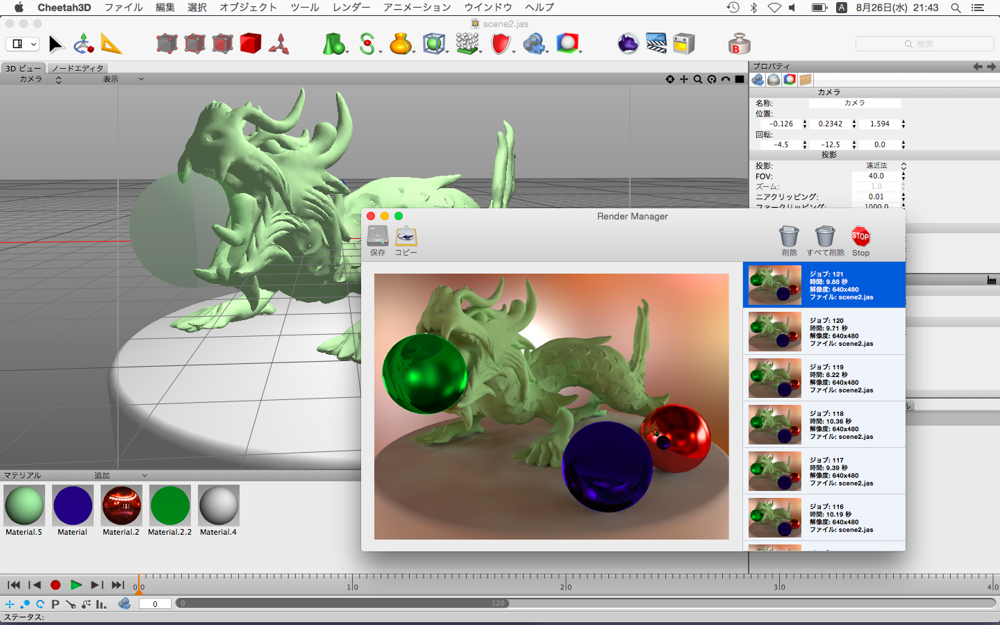 Cheetah3D ファイル 編集 選択 オブジェクト ツール レンダー アニメーション ウインドウ ヘルプ A 8月26日(水) 21:43
scene2.jas
検索
3D ビュー ノードエディタ
カメラ 表示
プロパティ
カメラ
名称: カメラ
位置:
-0.126 0.2342 1.594
回転:
-4.5 -12.5 0.0
投影
投影: 遠近法
FOV: 40.0
ズーム: 1.0
ニアクリッピング: 0.01
ファークリッピング: 1000.0
Render Manager
保存 コピー 削除 すべて削除 STOP Stop
ジョブ: 121
時間: 9.88 秒
解像度: 640x480
ファイル: scene2.jas
ジョブ: 120
時間: 9.71 秒
解像度: 640x480
ファイル: scene2.jas
ジョブ: 119
時間: 8.22 秒
解像度: 640x480
ファイル: scene2.jas
ジョブ: 118
時間: 10.36 秒
解像度: 640x480
ファイル: scene2.jas
ジョブ: 117
時間: 9.39 秒
解像度: 640x480
ファイル: scene2.jas
ジョブ: 116
時間: 10.19 秒
解像度: 640x480
ファイル: scene2.jas
マテリアル 追加
Material.5 Material Material.2 Material.2.2 Material.4
0.0 1.0 2.0 3.0 4.0
P 0 0 120
ステータス: